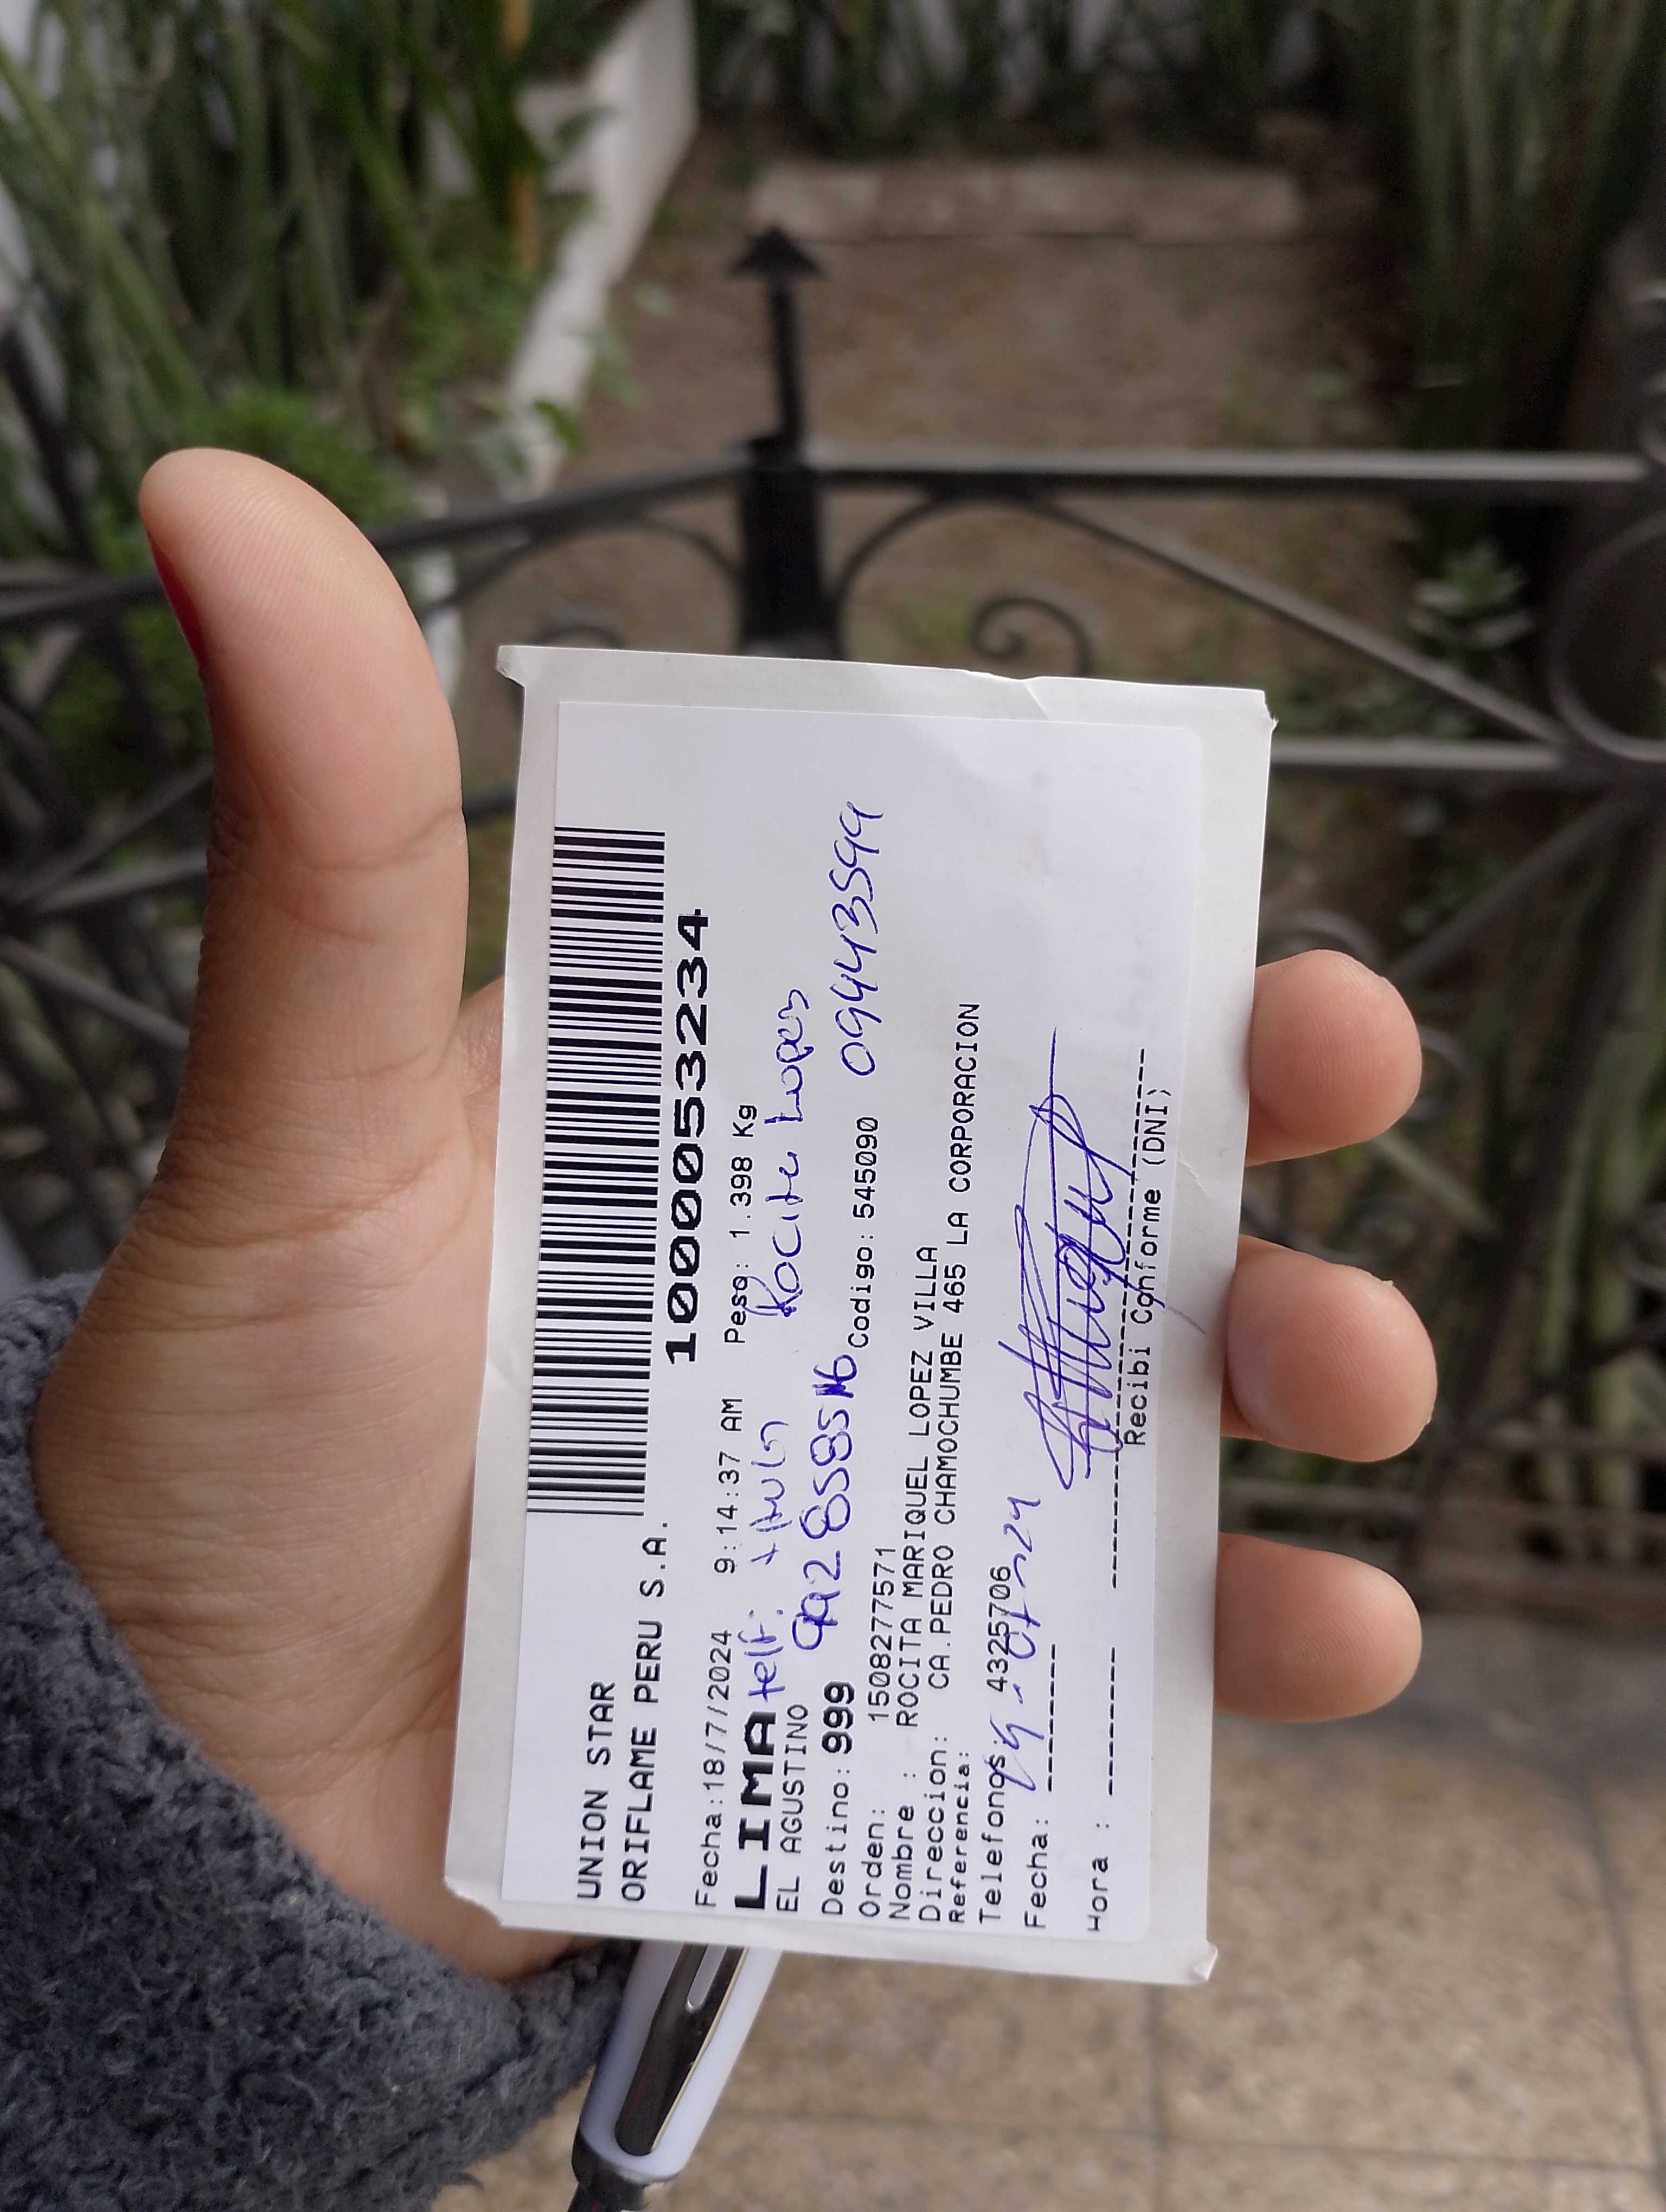 UNION STAR
ORIFLAME PERU S.A.
1000053234
Fecha:18/7/2024 9:14:37 AM Peso: 1.398 Kg
LIMA telf: Rocita Lopez
EL AGUSTINO
Destino: 999 Codigo: 545090 09443599
Orden: 1508277571
Nombre : ROCITA MARIQUEL LOPEZ VILLA
Direccion: CA.PEDRO CHAMOCHUMBE 465 LA CORPORACION
Referencia:
Telefonos: 4325706
Fecha:
Hora :
Recibi Conforme (DNI)